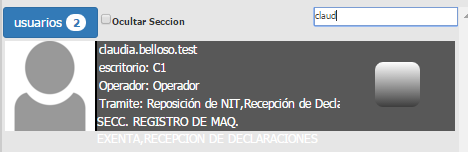 usuarios 2
Ocultar Seccion
claud
claudia.belloso.test
escritorio: C1
Operador: Operador
Tramite: Reposición de NIT,Recepción de Decla
SECC. REGISTRO DE MAQ.
EXENTA,RECEPCION DE DECLARACIONES